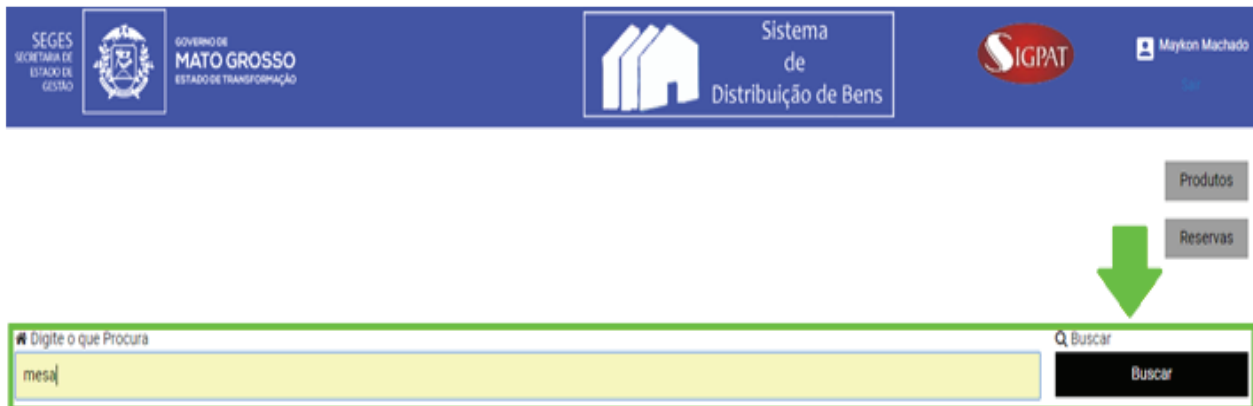 SEGES
SECRETARIA DE
ESTADO DE
GESTÃO
GOVERNO DE
MATO GROSSO
ESTADO DE TRANSFORMAÇÃO
Sistema
de
Distribuição de Bens
SIGPAT
Maykon Machado
Sair
Produtos
Reservas
Digite o que Procura
Buscar
mesa
Buscar